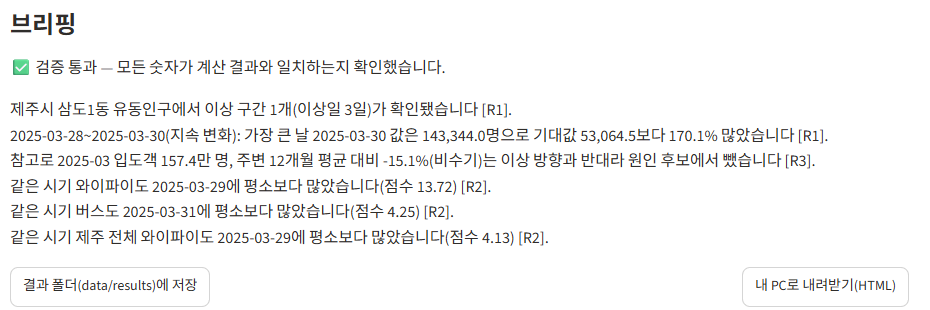 브리핑
✅ 검증 통과 — 모든 숫자가 계산 결과와 일치하는지 확인했습니다.
제주시 삼도1동 유동인구에서 이상 구간 1개(이상일 3일)가 확인됐습니다 [R1].
2025-03-28~2025-03-30(지속 변화): 가장 큰 날 2025-03-30 값은 143,344.0명으로 기대값 53,064.5보다 170.1% 많았습니다 [R1].
참고로 2025-03 입도객 157.4만 명, 주변 12개월 평균 대비 -15.1%(비수기)는 이상 방향과 반대라 원인 후보에서 뺐습니다 [R3].
같은 시기 와이파이도 2025-03-29에 평소보다 많았습니다(점수 13.72) [R2].
같은 시기 버스도 2025-03-31에 평소보다 많았습니다(점수 4.25) [R2].
같은 시기 제주 전체 와이파이도 2025-03-29에 평소보다 많았습니다(점수 4.13) [R2].
결과 폴더(data/results)에 저장
내 PC로 내려받기(HTML)